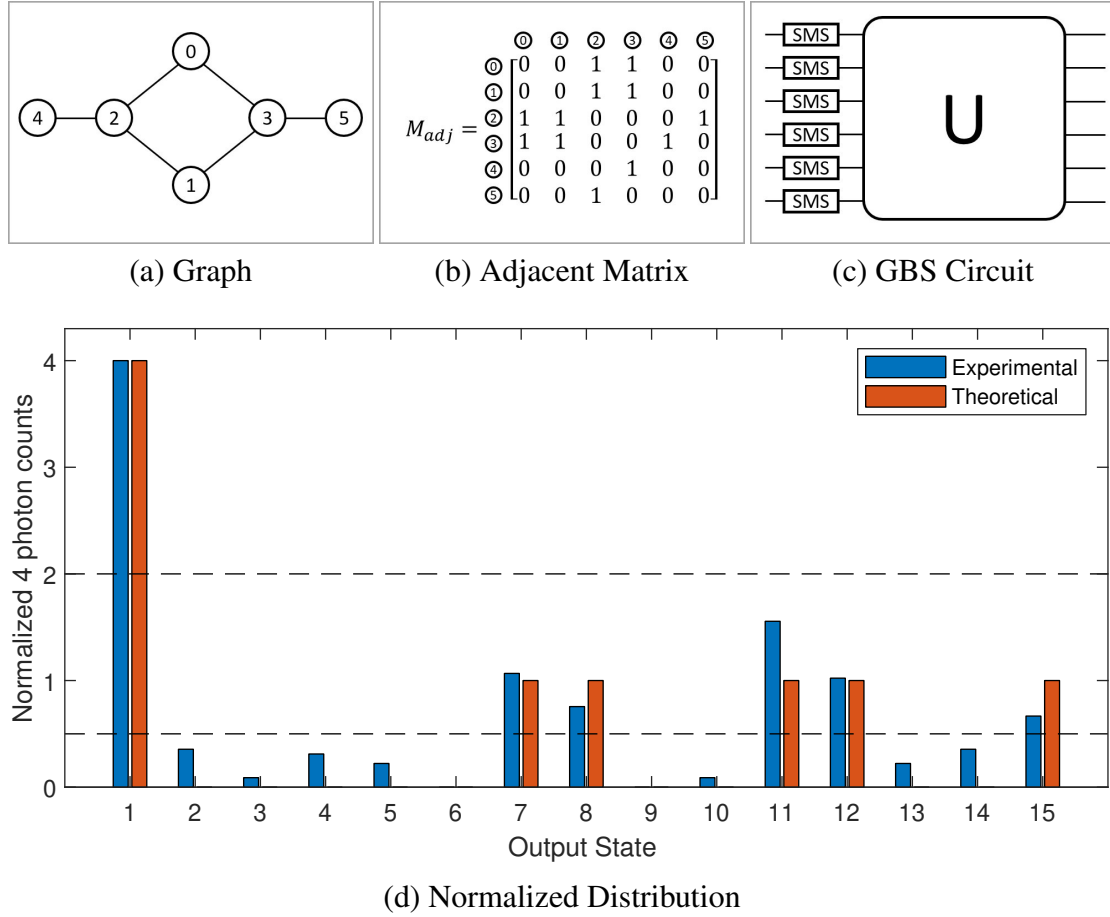 0
4 2 3 5
1
(a) Graph
0 1 2 3 4 5
0 0 0 1 1 0 0
1 0 0 1 1 0 0
M_adj = 2 1 1 0 0 0 1
3 1 1 0 0 1 0
4 0 0 0 1 0 0
5 0 0 1 0 0 0
(b) Adjacent Matrix
SMS
SMS
SMS
SMS
SMS
SMS
U
(c) GBS Circuit
Experimental
Theoretical
4
3
2
1
0
Normalized 4 photon counts
1 2 3 4 5 6 7 8 9 10 11 12 13 14 15
Output State
(d) Normalized Distribution